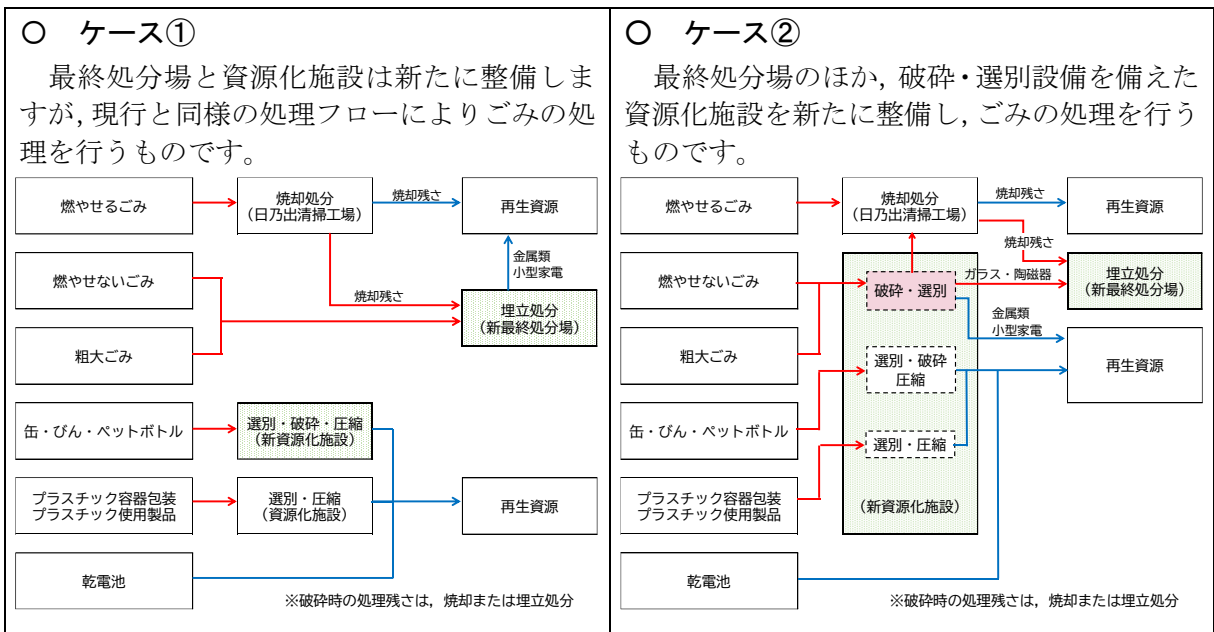 ○ ケース①
最終処分場と資源化施設は新たに整備しま
すが,現行と同様の処理フローによりごみの処
理を行うものです。
燃やせるごみ
焼却処分
(日乃出清掃工場)
焼却残さ
再生資源
金属類
小型家電
燃やせないごみ
焼却残さ
埋立処分
(新最終処分場)
粗大ごみ
缶・びん・ペットボトル
選別・破砕・圧縮
(新資源化施設)
プラスチック容器包装
プラスチック使用製品
選別・圧縮
(資源化施設)
再生資源
乾電池
※破砕時の処理残さは,焼却または埋立処分
○ ケース②
最終処分場のほか,破砕・選別設備を備えた
資源化施設を新たに整備し,ごみの処理を行う
ものです。
燃やせるごみ
焼却処分
(日乃出清掃工場)
焼却残さ
再生資源
焼却残さ
燃やせないごみ
破砕・選別
ガラス・陶磁器
埋立処分
(新最終処分場)
金属類
小型家電
粗大ごみ
選別・破砕
圧縮
再生資源
缶・びん・ペットボトル
選別・圧縮
プラスチック容器包装
プラスチック使用製品
(新資源化施設)
乾電池
※破砕時の処理残さは,焼却または埋立処分